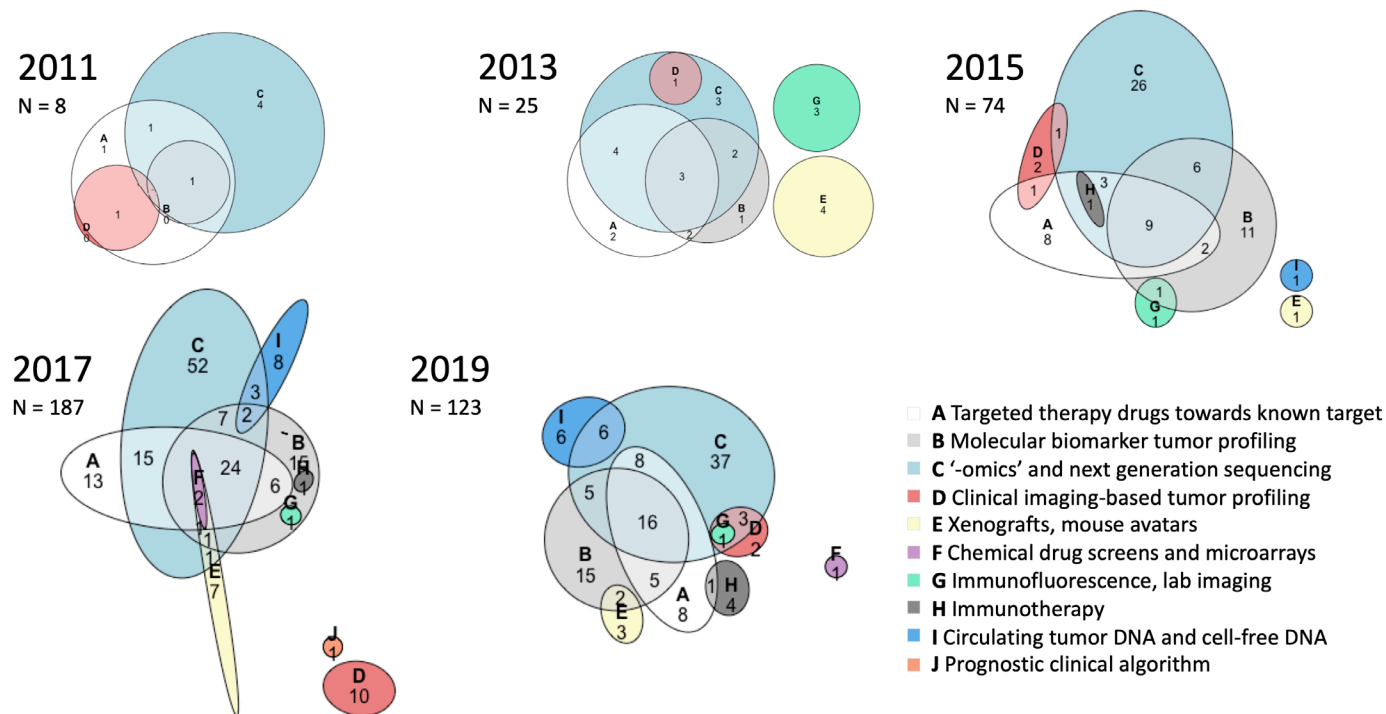 2011
N = 8
C
4
1
A
1
1
1
B
0
D
0
2013
N = 25
D
1
C
3
G
3
4
2
3
E
4
B
1
A
2
2
2015
N = 74
C
26
1
D
2
6
1
H
1
3
B
11
A
8
9
2
I
1
1
G
1
E
1
2017
N = 187
C
52
I
8
3
7
2
B
15
A
13
15
24
H
1
F
2
6
G
1
1
1
1
E
7
J
1
D
10
2019
N = 123
I
6
6
C
37
8
5
16
G
1
3
D
2
B
15
F
1
5
1
H
4
A
8
2
E
3
A Targeted therapy drugs towards known target
B Molecular biomarker tumor profiling
C ‘-omics’ and next generation sequencing
D Clinical imaging-based tumor profiling
E Xenografts, mouse avatars
F Chemical drug screens and microarrays
G Immunofluorescence, lab imaging
H Immunotherapy
I Circulating tumor DNA and cell-free DNA
J Prognostic clinical algorithm